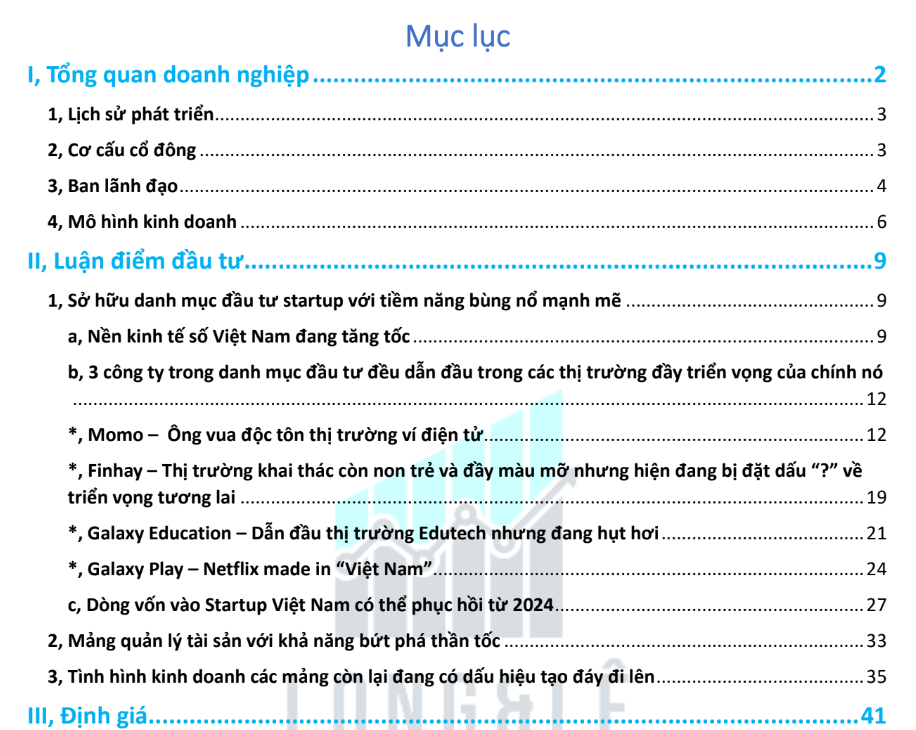 Mục lục
I, Tổng quan doanh nghiệp.....................................................................................2
1, Lịch sử phát triển.....................................................................................3
2, Cơ cấu cổ đông.....................................................................................3
3, Ban lãnh đạo.....................................................................................4
4, Mô hình kinh doanh.....................................................................................6
II, Luận điểm đầu tư.....................................................................................9
1, Sở hữu danh mục đầu tư startup với tiềm năng bùng nổ mạnh mẽ.....................................9
a, Nền kinh tế số Việt Nam đang tăng tốc.....................................................................9
b, 3 công ty trong danh mục đầu tư đều dẫn đầu trong các thị trường đầy triển vọng của chính nó
.....................................................................................12
*, Momo – Ông vua độc tôn thị trường ví điện tử.....................................................12
*, Finhay – Thị trường khai thác còn non trẻ và đầy màu mỡ nhưng hiện đang bị đặt dấu “?” về
triển vọng tương lai.....................................................................................19
*, Galaxy Education – Dẫn đầu thị trường Edutech nhưng đang hụt hơi.............................21
*, Galaxy Play – Netflix made in “Việt Nam”.............................................................24
c, Dòng vốn vào Startup Việt Nam có thể phục hồi từ 2024.............................................27
2, Mảng quản lý tài sản với khả năng bứt phá thần tốc.....................................................33
3, Tình hình kinh doanh các mảng còn lại đang có dấu hiệu tạo đáy đi lên.............................35
III, Định giá.....................................................................................41